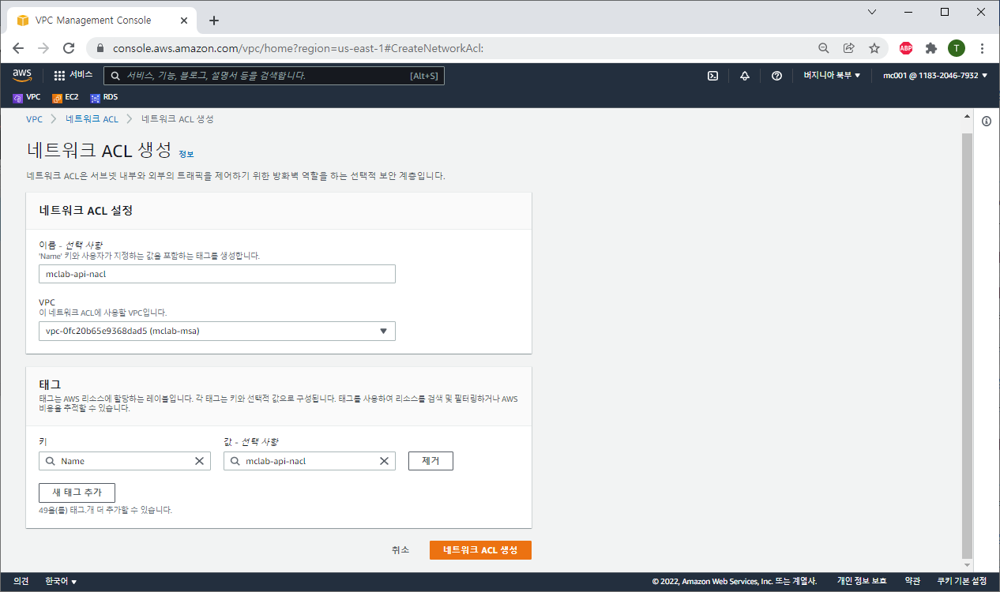 VPC Management Console
console.aws.amazon.com/vpc/home?region=us-east-1#CreateNetworkAcl:
ABP
T
aws
서비스
서비스, 기능, 블로그, 설명서 등을 검색합니다.
[Alt+S]
버지니아 북부
mc001 @ 1183-2046-7932
VPC
EC2
RDS
VPC
네트워크 ACL
네트워크 ACL 생성
네트워크 ACL 생성 정보
네트워크 ACL은 서브넷 내부와 외부의 트래픽을 제어하기 위한 방화벽 역할을 하는 선택적 보안 계층입니다.
네트워크 ACL 설정
이름 - 선택 사항
'Name' 키와 사용자가 지정하는 값을 포함하는 태그를 생성합니다.
mclab-api-nacl
VPC
이 네트워크 ACL에 사용할 VPC입니다.
vpc-0fc20b65e9368dad5 (mclab-msa)
태그
태그는 AWS 리소스에 할당하는 레이블입니다. 각 태그는 키와 선택적 값으로 구성됩니다. 태그를 사용하여 리소스를 검색 및 필터링하거나 AWS
비용을 추적할 수 있습니다.
키
값 - 선택 사항
Name
mclab-api-nacl
제거
새 태그 추가
49을(를) 태그.개 더 추가할 수 있습니다.
취소
네트워크 ACL 생성
의견
한국어
© 2022, Amazon Web Services, Inc. 또는 계열사.
개인 정보 보호
약관
쿠키 기본 설정